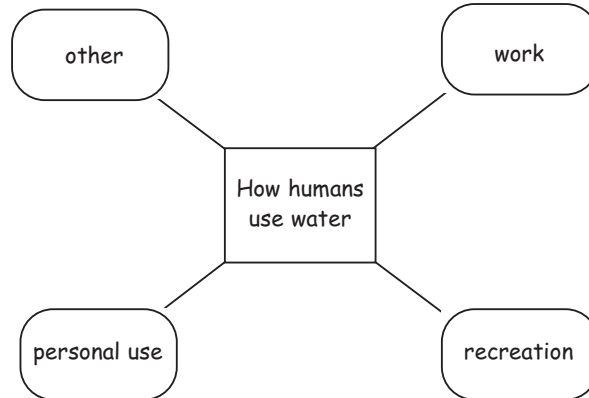 other
work
How humans
use water
personal use
recreation